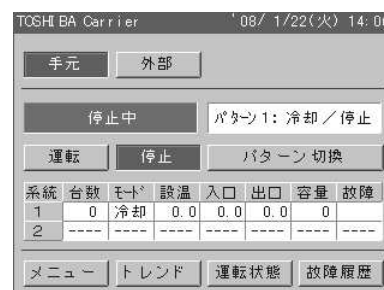 TOSHIBA Carrier '08/ 1/22(火) 14:0
手元 外部
停止中 パターン1: 冷却／停止
運転 停止 パターン切換
系統 台数 モード 設温 入口 出口 容量 故障
1 0 冷却 0.0 0.0 0.0 0
2 ---- ---- ---- ---- ---- ---- ----
メニュー トレンド 運転状態 故障履歴